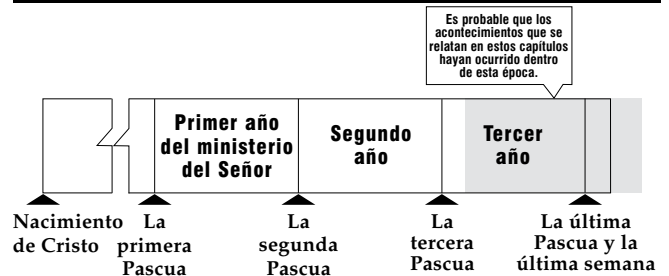 Es probable que los
acontecimientos que se
relatan en estos capítulos
hayan ocurrido dentro
de esta época.
Primer año
del ministerio
del Señor
Segundo
año
Tercer
año
Nacimiento
de Cristo
La
primera
Pascua
La
segunda
Pascua
La
tercera
Pascua
La última
Pascua y la
última semana